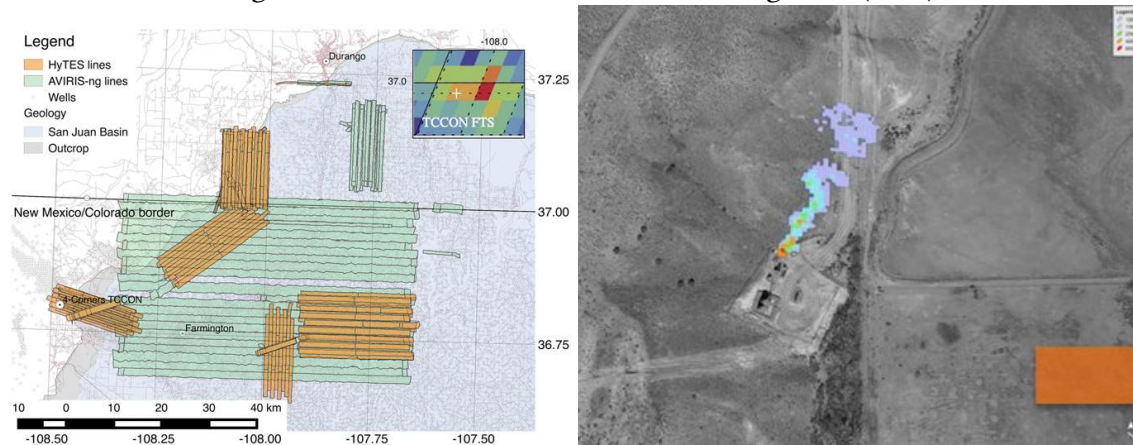 Legend
HyTES lines
AVIRIS-ng lines
Wells
Geology
San Juan Basin
Outcrop
Durango
-108.0
37.0
TCCON FTS
37.25
New Mexico/Colorado border
37.00
4-Corners TCCON
Farmington
36.75
10 0 10 20 30 40 km
-108.50 -108.25 -108.00 -107.75 -107.50
Legend